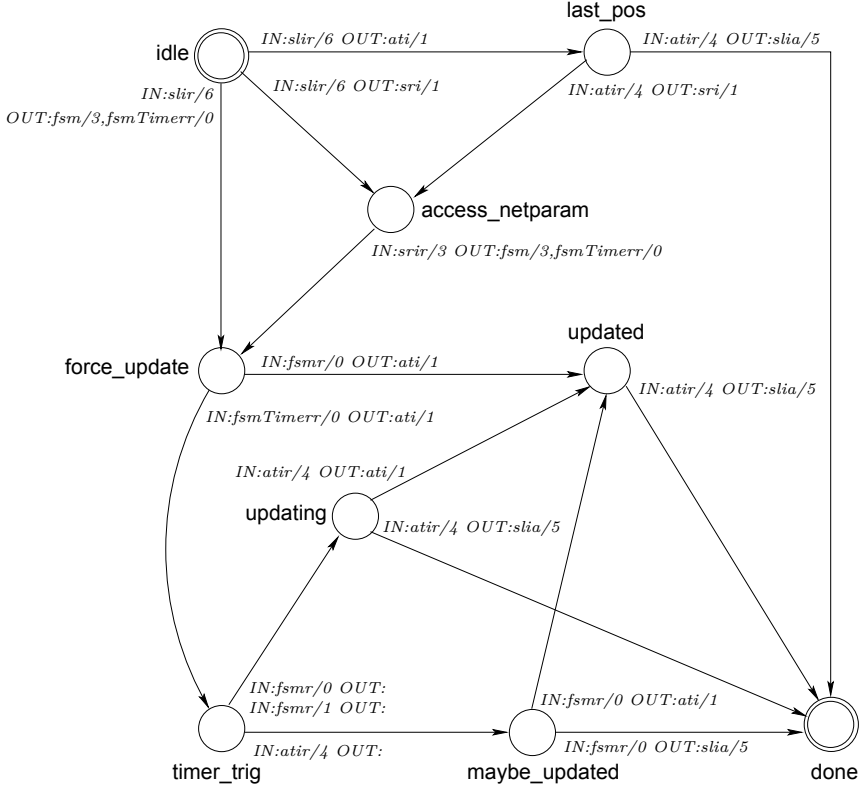 last_pos
idle
IN:slir/6 OUT:ati/1
IN:atir/4 OUT:slia/5
IN:slir/6
OUT:fsm/3,fsmTimerr/0
IN:slir/6 OUT:sri/1
IN:atir/4 OUT:sri/1
access_netparam
IN:srir/3 OUT:fsm/3,fsmTimerr/0
updated
force_update
IN:fsmr/0 OUT:ati/1
IN:atir/4 OUT:slia/5
IN:fsmTimerr/0 OUT:ati/1
IN:atir/4 OUT:ati/1
updating
IN:atir/4 OUT:slia/5
IN:fsmr/0 OUT:
IN:fsmr/1 OUT:
IN:fsmr/0 OUT:ati/1
IN:atir/4 OUT:
IN:fsmr/0 OUT:slia/5
timer_trig
maybe_updated
done